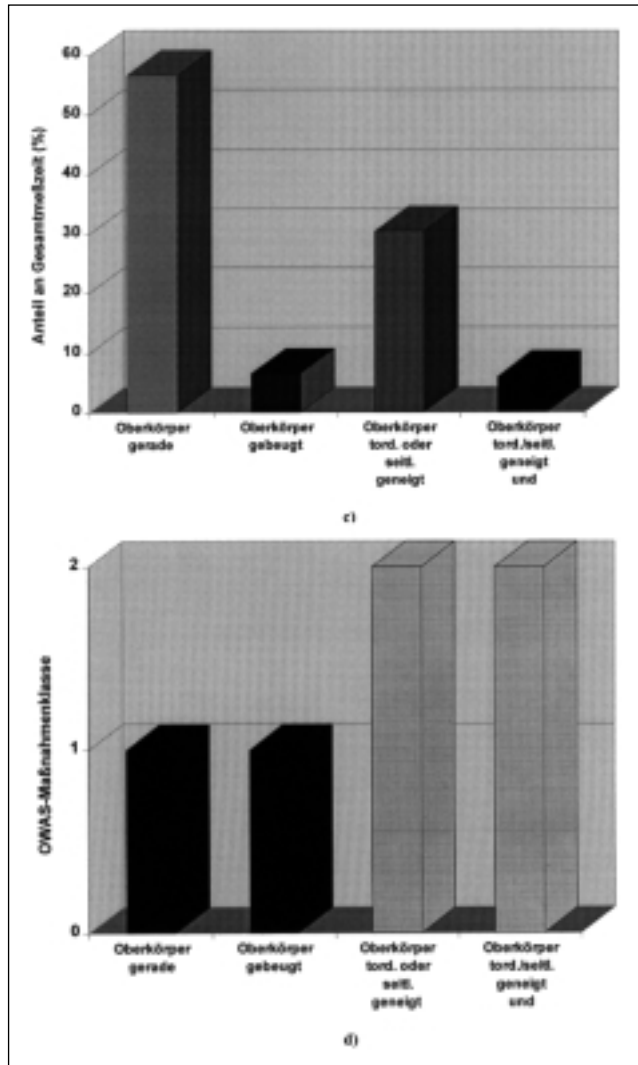 60
50
40
30
20
10
0
Anteil an Gesamtmeßzeit (%)
Oberkörper
gerade
Oberkörper
gebeugt
Oberkörper
tord. oder
seitl.
geneigt
Oberkörper
tord./seitl.
geneigt
und
c)
2
1
0
OWAS-Maßnahmenklasse
Oberkörper
gerade
Oberkörper
gebeugt
Oberkörper
tord. oder
seitl.
geneigt
Oberkörper
tord./seitl.
geneigt
und
d)